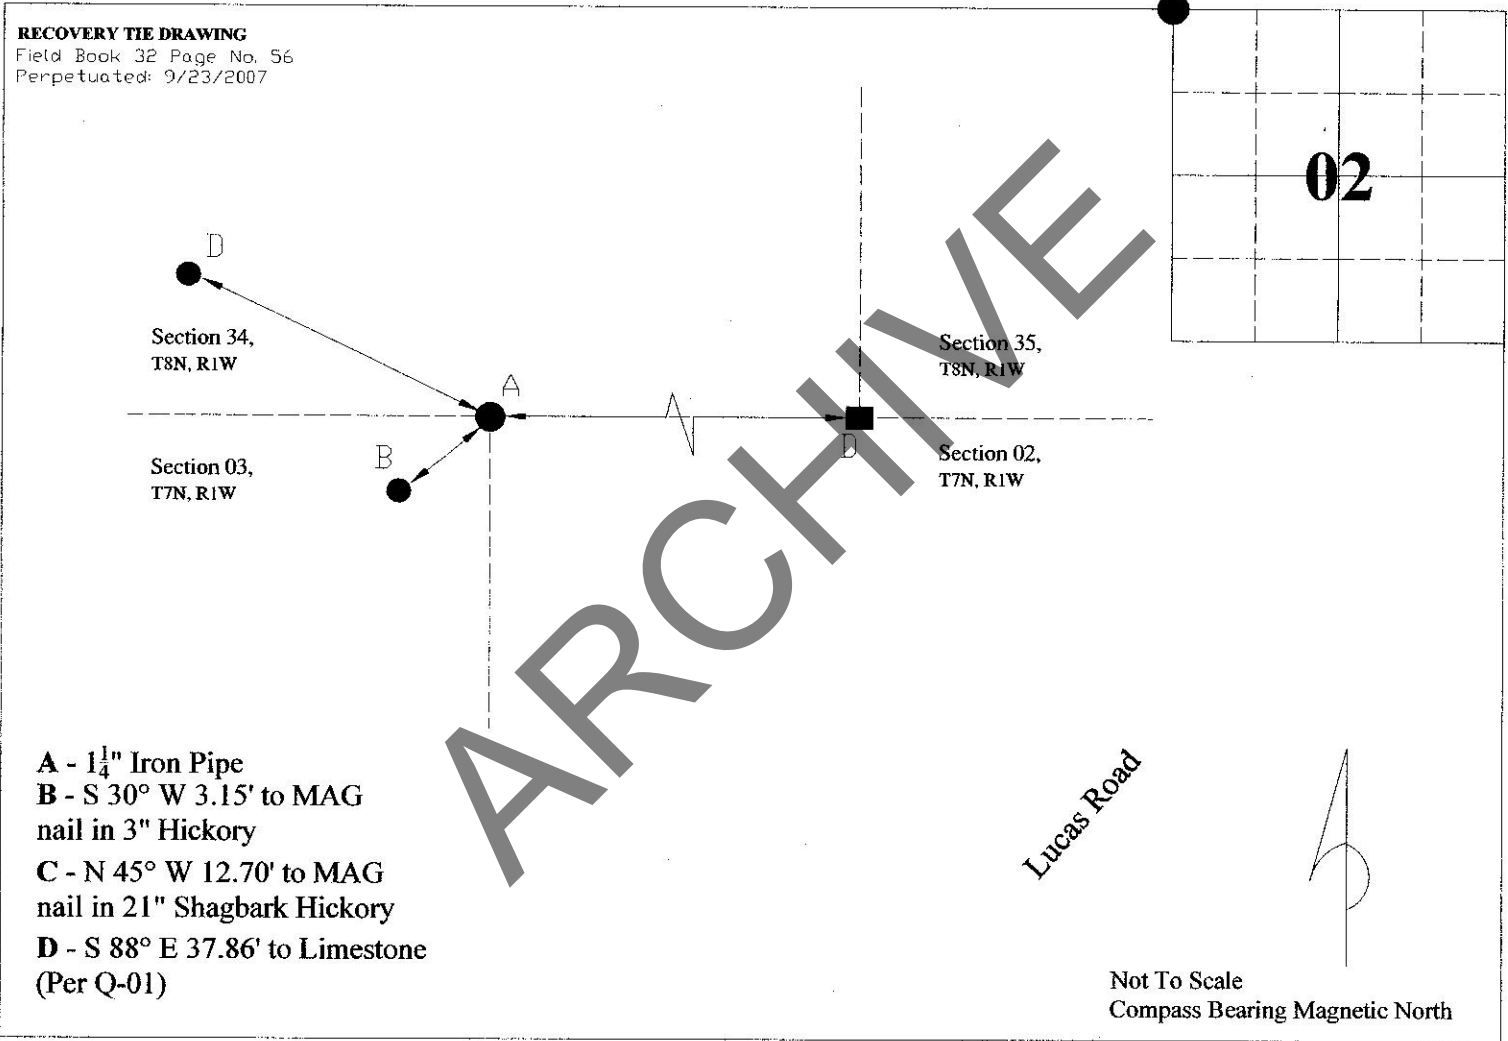 RECOVERY TIE DRAWING
Field Book 32 Page No. 56
Perpetuated: 9/23/2007
02
D
Section 34,
T8N, R1W
Section 35,
T8N, R1W
A
B
D
Section 03,
T7N, R1W
Section 02,
T7N, R1W
ARCHIVE
A - 1¼" Iron Pipe
B - S 30° W 3.15' to MAG
nail in 3" Hickory
C - N 45° W 12.70' to MAG
nail in 21" Shagbark Hickory
D - S 88° E 37.86' to Limestone
(Per Q-01)
Lucas Road
Not To Scale
Compass Bearing Magnetic North